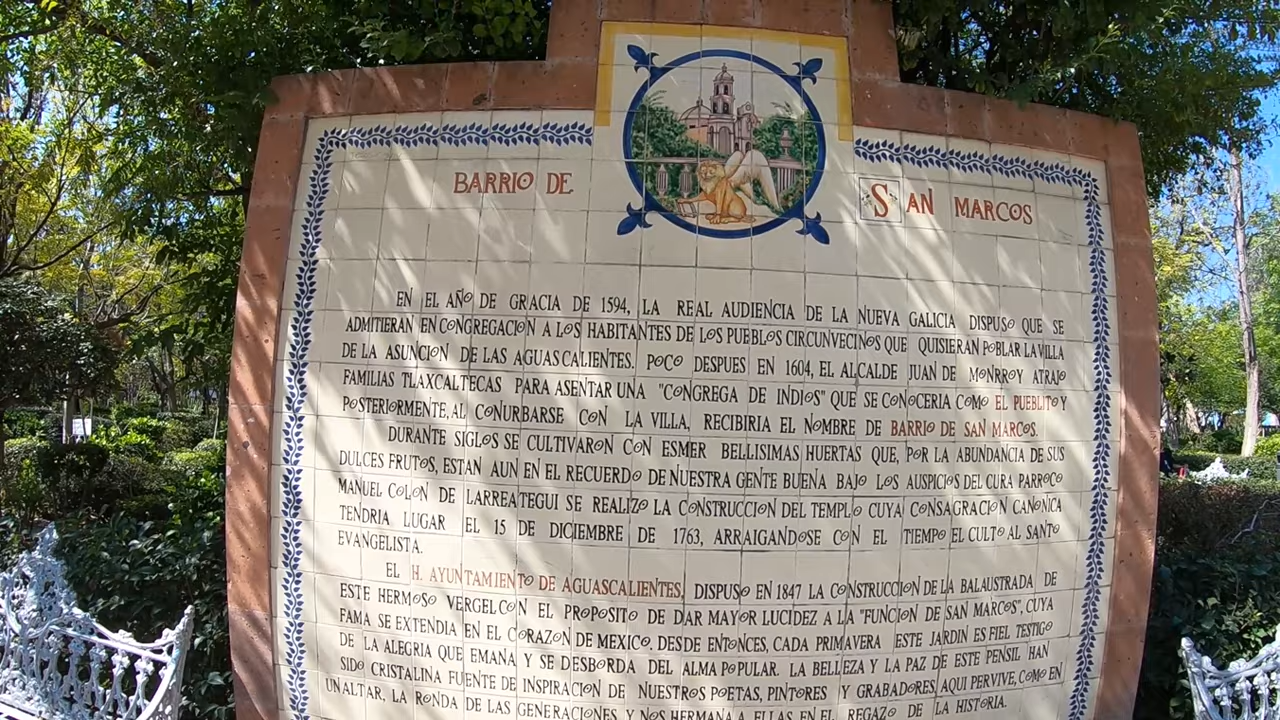 BARRIO DE SAN MARCOS
EN EL AÑO DE GRACIA DE 1594, LA REAL AUDIENCIA DE LA NUEVA GALICIA DISPUSO QUE SE
ADMITIERAN EN CONGREGACION A LOS HABITANTES DE LOS PUEBLOS CIRCUNVECINOS QUE QUISIERAN POBLAR LA VILLA
DE LA ASUNCION DE LAS AGUAS CALIENTES. POCO DESPUES EN 1604, EL ALCALDE JUAN DE MONRROY ATRAJO
FAMILIAS TLAXCALTECAS PARA ASENTAR UNA "CONGREGA DE INDIOS" QUE SE CONOCERIA COMO EL PUEBLITO Y
POSTERIORMENTE, AL CONURBARSE CON LA VILLA, RECIBIRIA EL NOMBRE DE BARRIO DE SAN MARCOS.
DURANTE SIGLOS SE CULTIVARON CON ESMER BELLISIMAS HUERTAS QUE, POR LA ABUNDANCIA DE SUS
DULCES FRUTOS, ESTAN AUN EN EL RECUERDO DE NUESTRA GENTE BUENA BAJO LOS AUSPICIOS DEL CURA PARROCO
MANUEL COLON DE LARREATEGUI SE REALIZO LA CONSTRUCCION DEL TEMPLO CUYA CONSAGRACION CANONICA
TENDRIA LUGAR EL 15 DE DICIEMBRE DE 1763, ARRAIGANDOSE CON EL TIEMPO EL CULTO AL SANTO
EVANGELISTA.
EL H. AYUNTAMIENTO DE AGUASCALIENTES, DISPUSO EN 1847 LA CONSTRUCCION DE LA BALAUSTRADA DE
ESTE HERMOSO VERGEL CON EL PROPOSITO DE DAR MAYOR LUCIDEZ A LA "FUNCION DE SAN MARCOS", CUYA
FAMA SE EXTENDIA EN EL CORAZON DE MEXICO. DESDE ENTONCES, CADA PRIMAVERA ESTE JARDIN ES FIEL TESTIGO
DE LA ALEGRIA QUE EMANA Y SE DESBORDA DEL ALMA POPULAR. LA BELLEZA Y LA PAZ DE ESTE PENSIL HAN
SIDO CRISTALINA FUENTE DE INSPIRACION DE NUESTROS POETAS, PINTORES Y GRABADORES, AQUI PERVIVE, COMO EN
UN ALTAR, LA RONDA DE LAS GENERACIONES Y NOS HERMANA A ELLAS EN EL REGAZO DE LA HISTORIA.